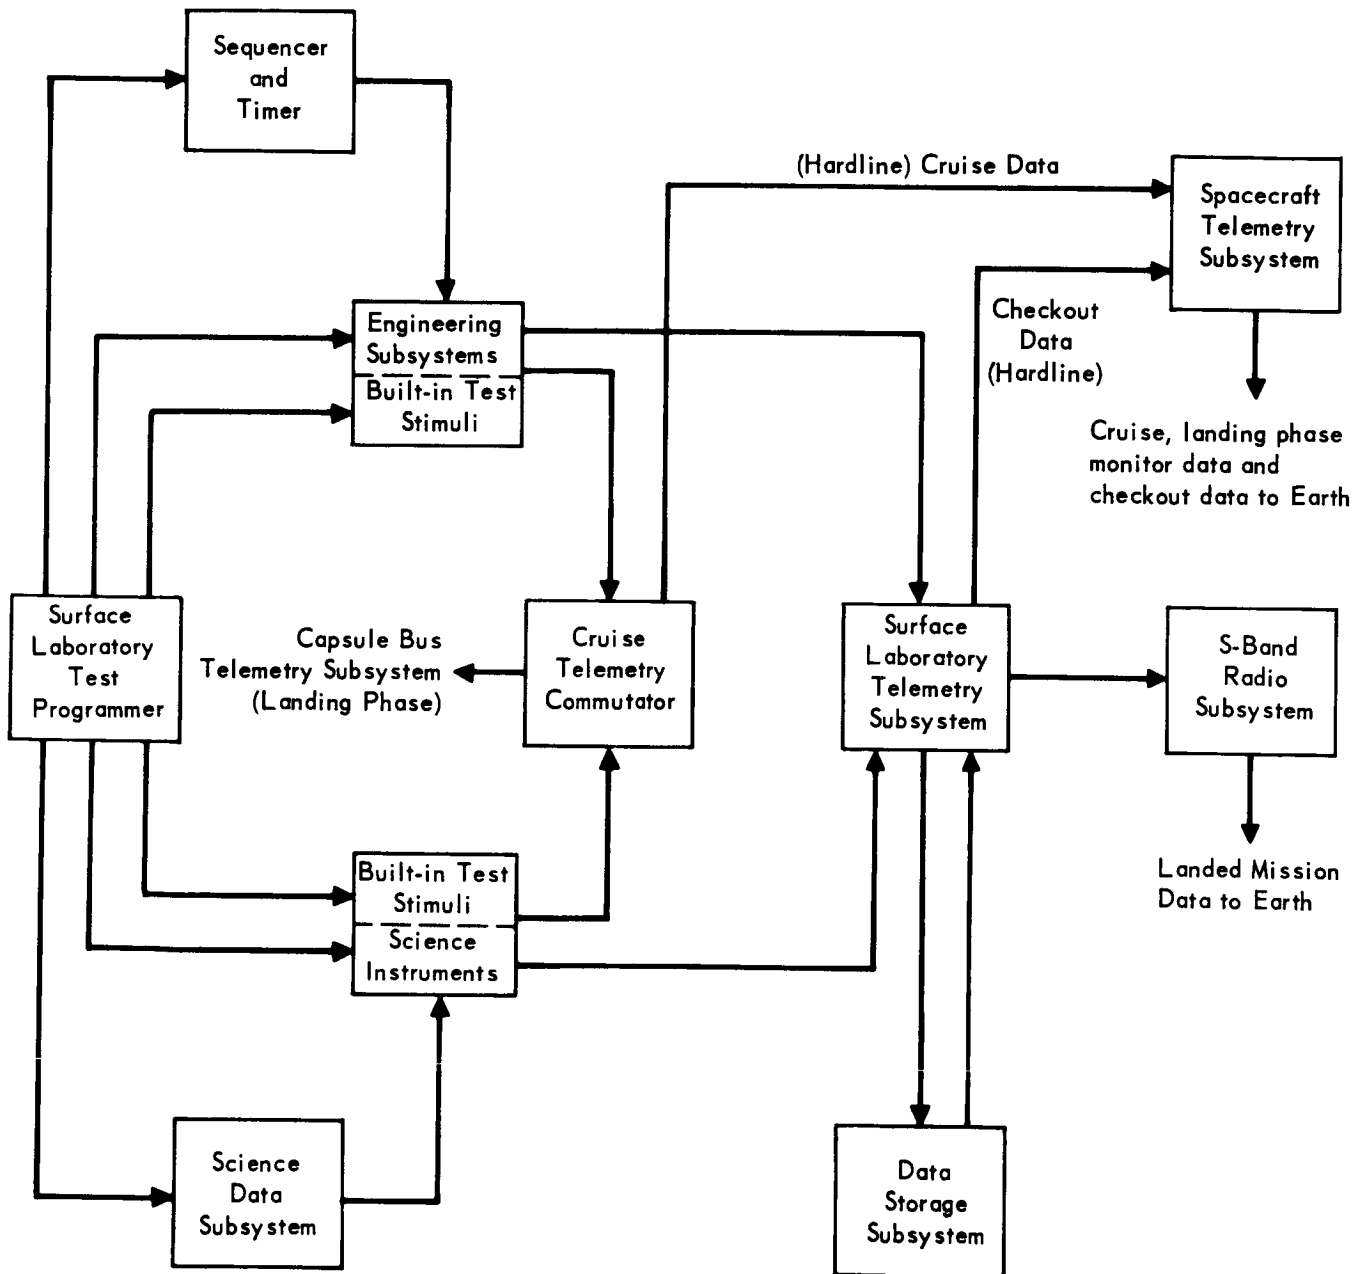 Sequencer
and
Timer
(Hardline) Cruise Data
Spacecraft
Telemetry
Subsystem
Engineering
Subsystems
Built-in Test
Stimuli
Checkout
Data
(Hardline)
Cruise, landing phase
monitor data and
checkout data to Earth
Surface
Laboratory
Test
Programmer
Capsule Bus
Telemetry Subsystem
(Landing Phase)
Cruise
Telemetry
Commutator
Surface
Laboratory
Telemetry
Subsystem
S-Band
Radio
Subsystem
Built-in Test
Stimuli
Science
Instruments
Landed Mission
Data to Earth
Science
Data
Subsystem
Data
Storage
Subsystem